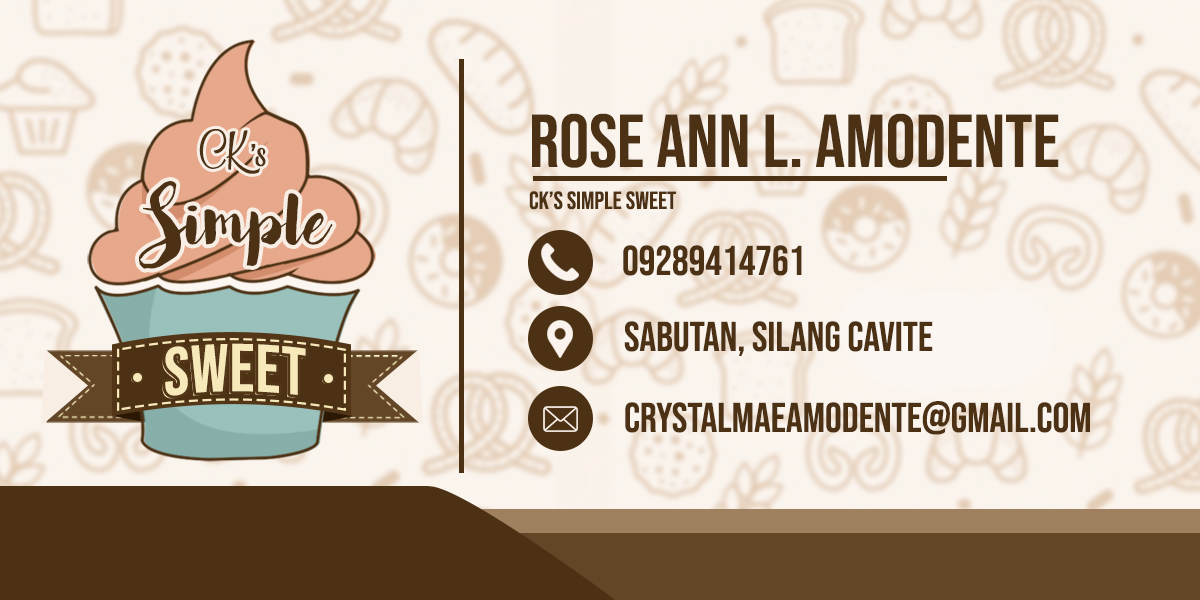 CK's
Simple
SWEET
ROSE ANN L. AMODENTE
CK'S SIMPLE SWEET
09289414761
SABUTAN, SILANG CAVITE
CRYSTALMAEAMODENTE@GMAIL.COM